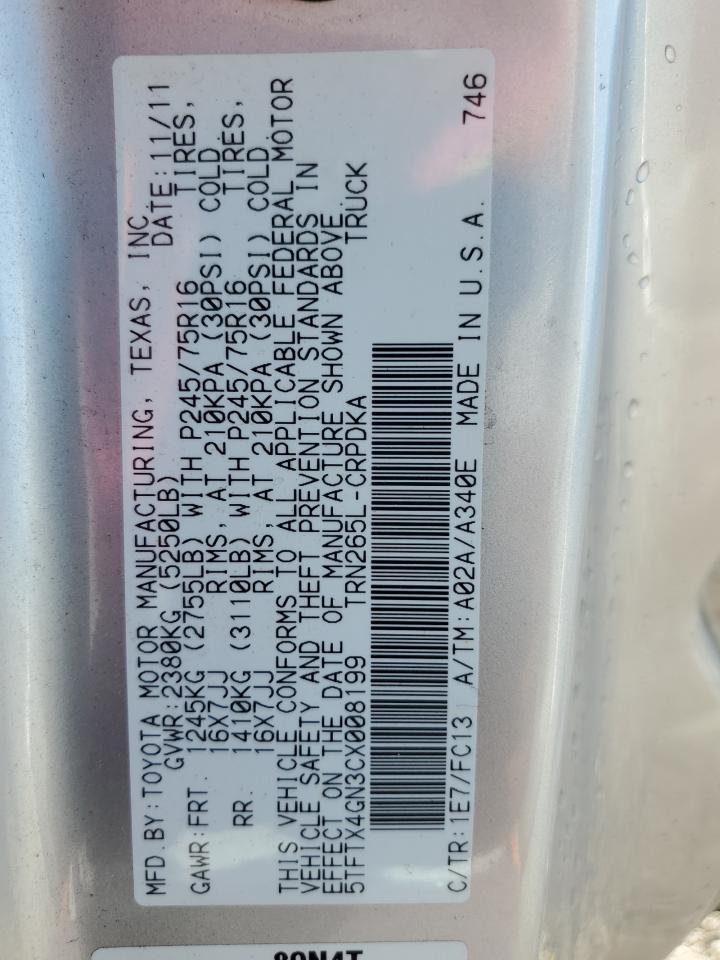 MFD.BY:TOYOTA MOTOR MANUFACTURING, TEXAS, INC.
GVWR:2380KG (5250LB) DATE:11/11
GAWR:FRT. 1245KG (2755LB) WITH P245/75R16 TIRES,
16X7JJ RIMS, AT 210KPA (30PSI) COLD
RR. 1410KG (3110LB) WITH P245/75R16 TIRES,
16X7JJ RIMS, AT 210KPA (30PSI) COLD
THIS VEHICLE CONFORMS TO ALL APPLICABLE FEDERAL MOTOR
VEHICLE SAFETY AND THEFT PREVENTION STANDARDS IN
EFFECT ON THE DATE OF MANUFACTURE SHOWN ABOVE
5TFTX4GN3CX008199 TRN265L-CRPDKA TRUCK
C/TR:1E7/FC13 A/TM:A02A/A340E MADE IN U.S.A. 746